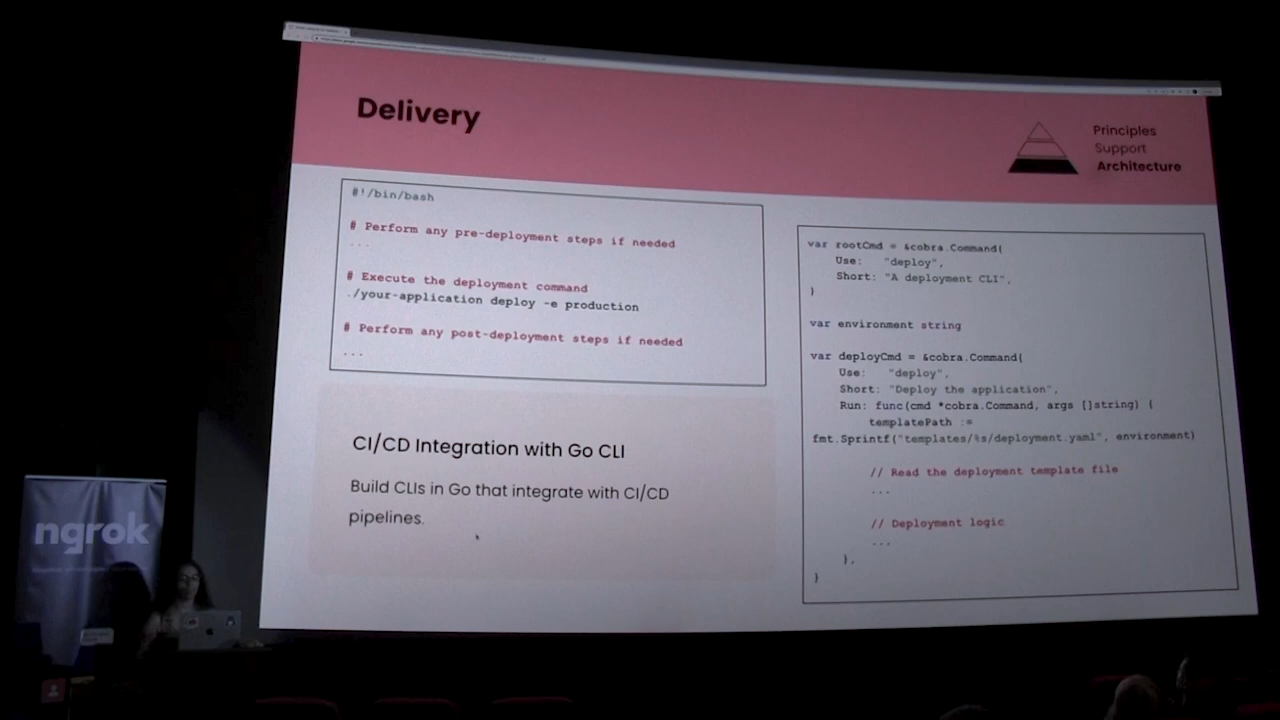 Delivery
Principles
Support
Architecture
#!/bin/bash
# Perform any pre-deployment steps if needed
...
# Execute the deployment command
./your-application deploy -e production
# Perform any post-deployment steps if needed
...
CI/CD Integration with Go CLI
Build CLIs in Go that integrate with CI/CD
pipelines.
var rootCmd = &cobra.Command{
Use: "deploy",
Short: "A deployment CLI",
}
var environment string
var deployCmd = &cobra.Command{
Use: "deploy",
Short: "Deploy the application",
Run: func(cmd *cobra.Command, args []string) {
templatePath :=
fmt.Sprintf("templates/%s/deployment.yaml", environment)
// Read the deployment template file
...
// Deployment logic
...
},
}
ngrok